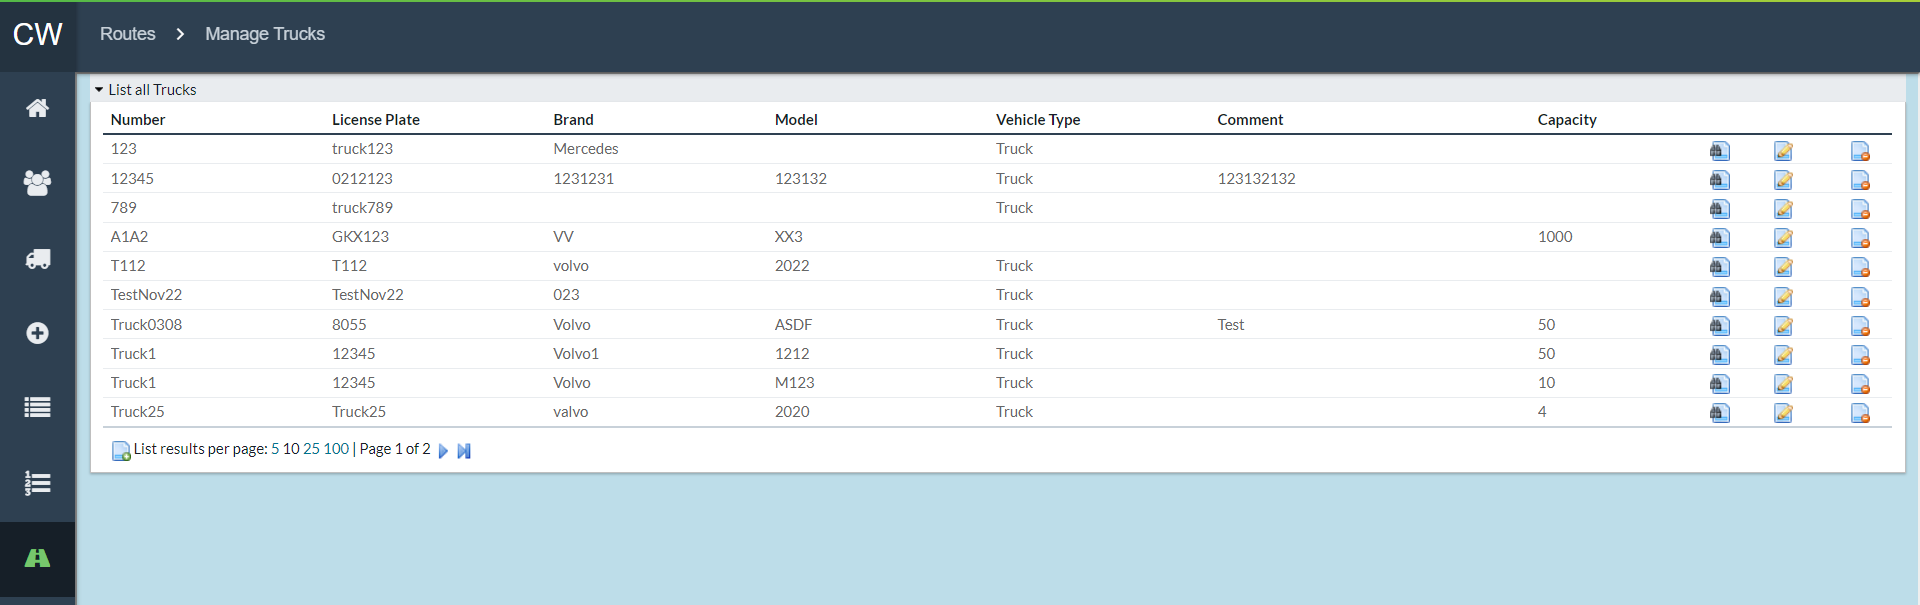 CW Routes Manage Trucks
List all Trucks
Number License Plate Brand Model Vehicle Type Comment Capacity
123 truck123 Mercedes Truck
12345 0212123 1231231 123132 Truck 123132132
789 truck789 Truck
A1A2 GKX123 VV XX3 1000
T112 T112 volvo 2022 Truck
TestNov22 TestNov22 023 Truck
Truck0308 8055 Volvo ASDF Truck Test 50
Truck1 12345 Volvo1 1212 Truck 50
Truck1 12345 Volvo M123 Truck 10
Truck25 Truck25 valvo 2020 Truck 4
List results per page: 5 10 25 100 | Page 1 of 2